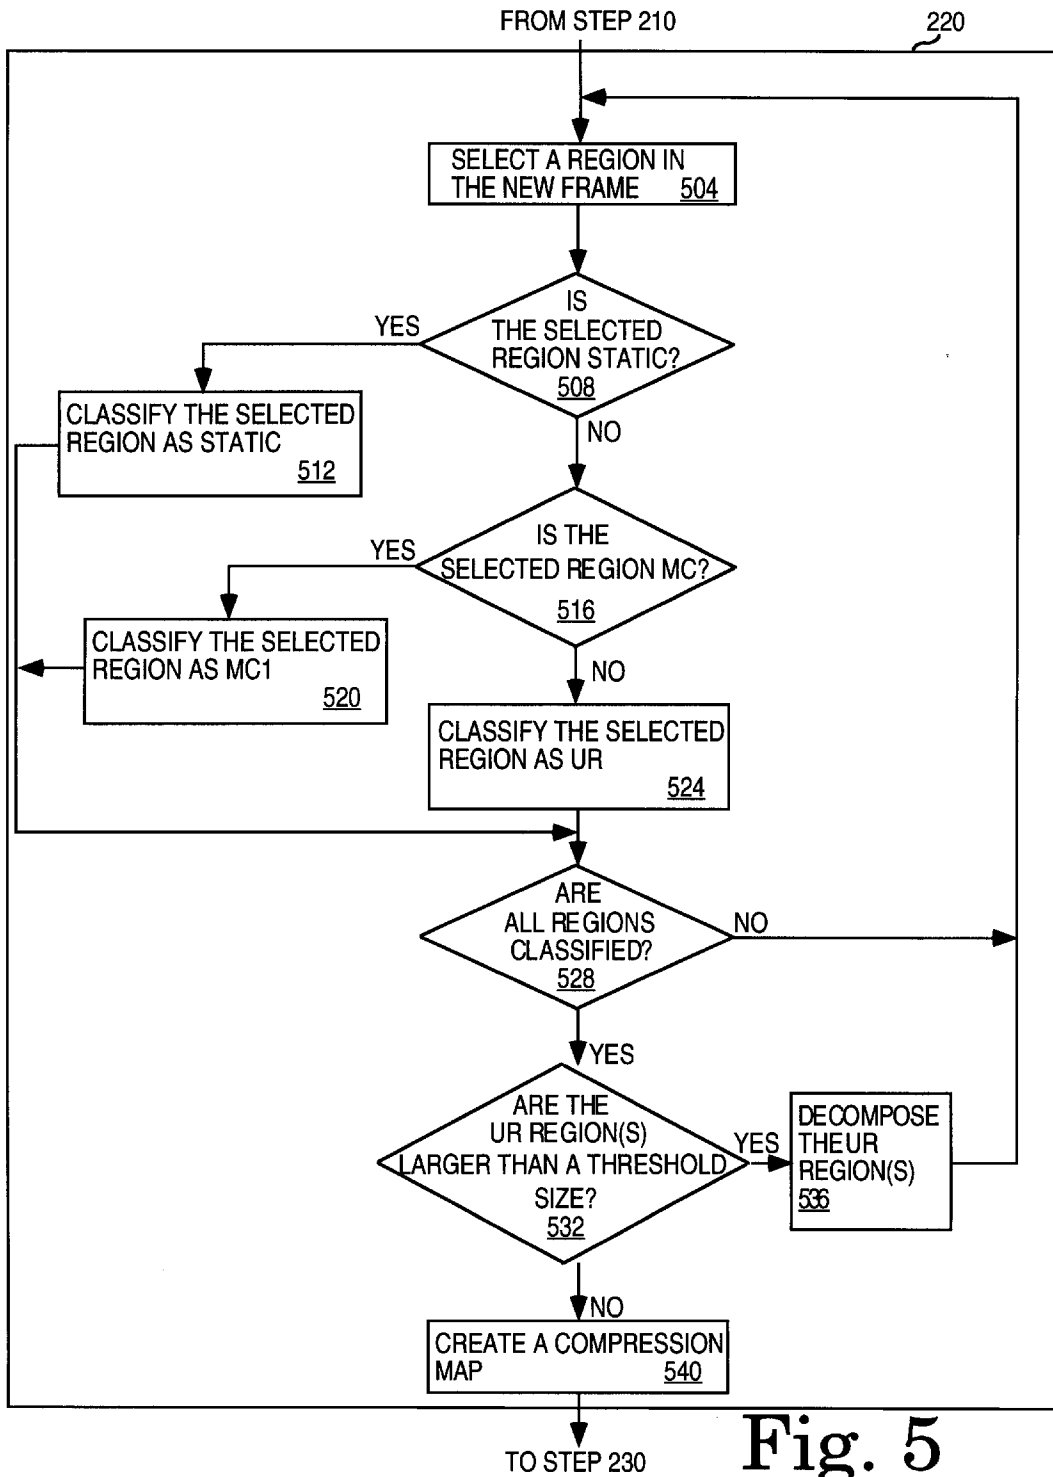 FROM STEP 210
220
SELECT A REGION IN
THE NEW FRAME 504
IS
THE SELECTED
REGION STATIC?
508
YES
NO
CLASSIFY THE SELECTED
REGION AS STATIC
512
IS THE
SELECTED REGION MC?
516
YES
NO
CLASSIFY THE SELECTED
REGION AS MC1
520
CLASSIFY THE SELECTED
REGION AS UR
524
ARE
ALL REGIONS
CLASSIFIED?
528
NO
YES
ARE THE
UR REGION(S)
LARGER THAN A THRESHOLD
SIZE?
532
YES
DECOMPOSE
THEUR
REGION(S)
536
NO
CREATE A COMPRESSION
MAP 540
TO STEP 230
Fig. 5